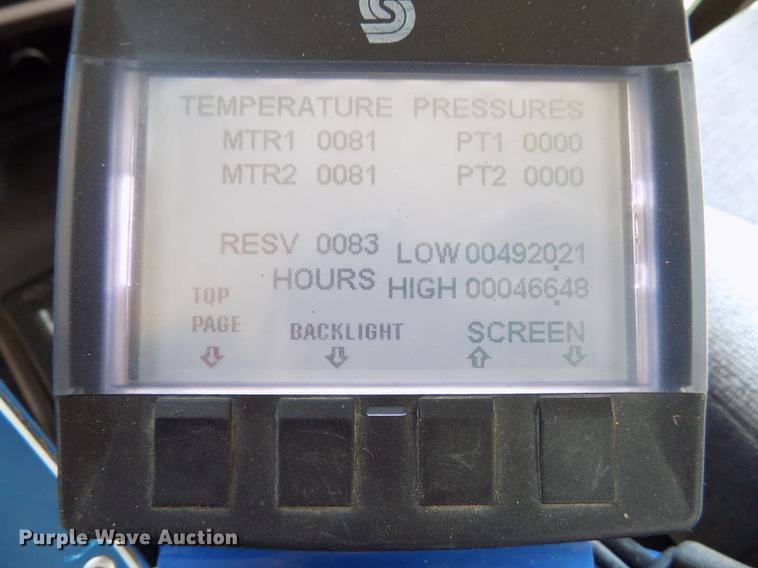 TEMPERATURE PRESSURES
MTR1 0081 PT1 0000
MTR2 0081 PT2 0000
RESV 0083 LOW 00492021
HOURS HIGH 00046648
TOP
PAGE BACKLIGHT SCREEN
Purple Wave Auction